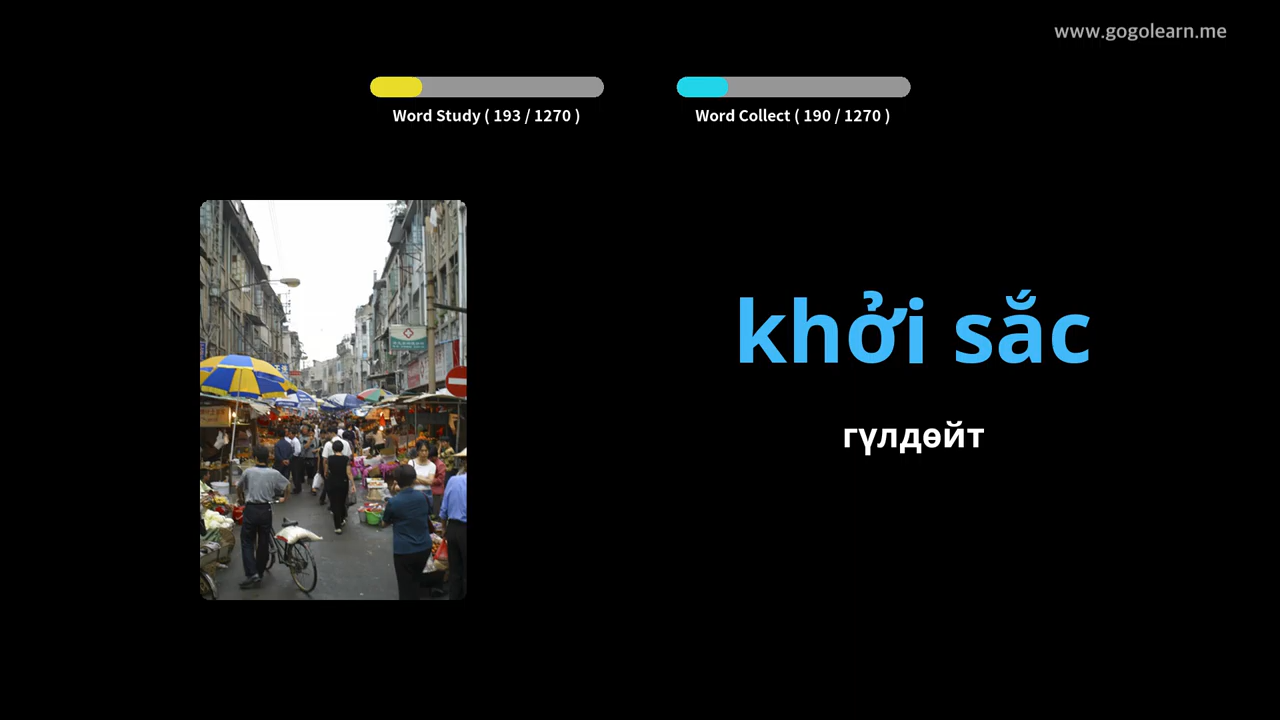 www.gogolearn.me
Word Study ( 193 / 1270 )
Word Collect ( 190 / 1270 )
khởi sắc
гүлдөйт